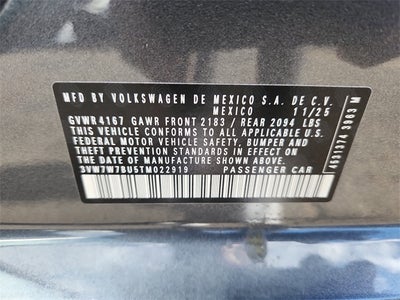 MFD. BY VOLKSWAGEN DE MEXICO S.A. DE C.V.
MEXICO 11/25
GVWR 4167 GAWR FRONT 2183 / REAR 2094 LBS
THIS VEHICLE CONFORMS TO ALL APPLICABLE U.S.
FEDERAL MOTOR VEHICLE SAFETY, BUMPER AND
THEFT PREVENTION STANDARDS IN EFFECT ON THE
DATE OF MANUFACTURE SHOWN ABOVE.
3VW7W7BU5TM022919 PASSENGER CAR